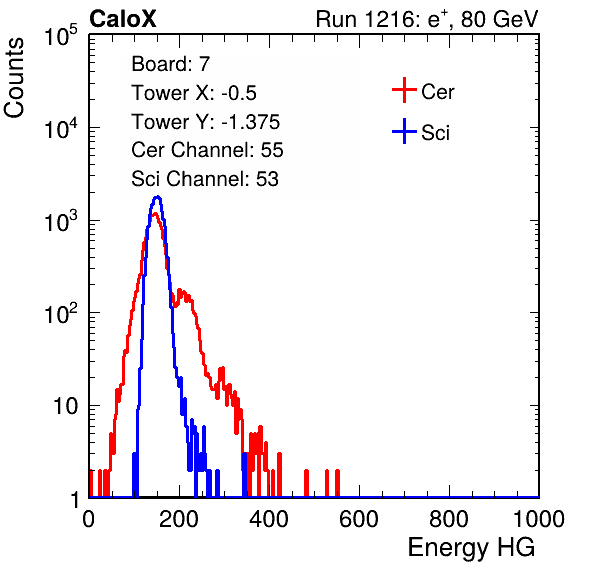 CaloX Run 1216: e⁺, 80 GeV
Counts
Board: 7
Tower X: -0.5
Tower Y: -1.375
Cer Channel: 55
Sci Channel: 53
Cer
Sci
10⁵
10⁴
10³
10²
10
1
0 200 400 600 800 1000
Energy HG